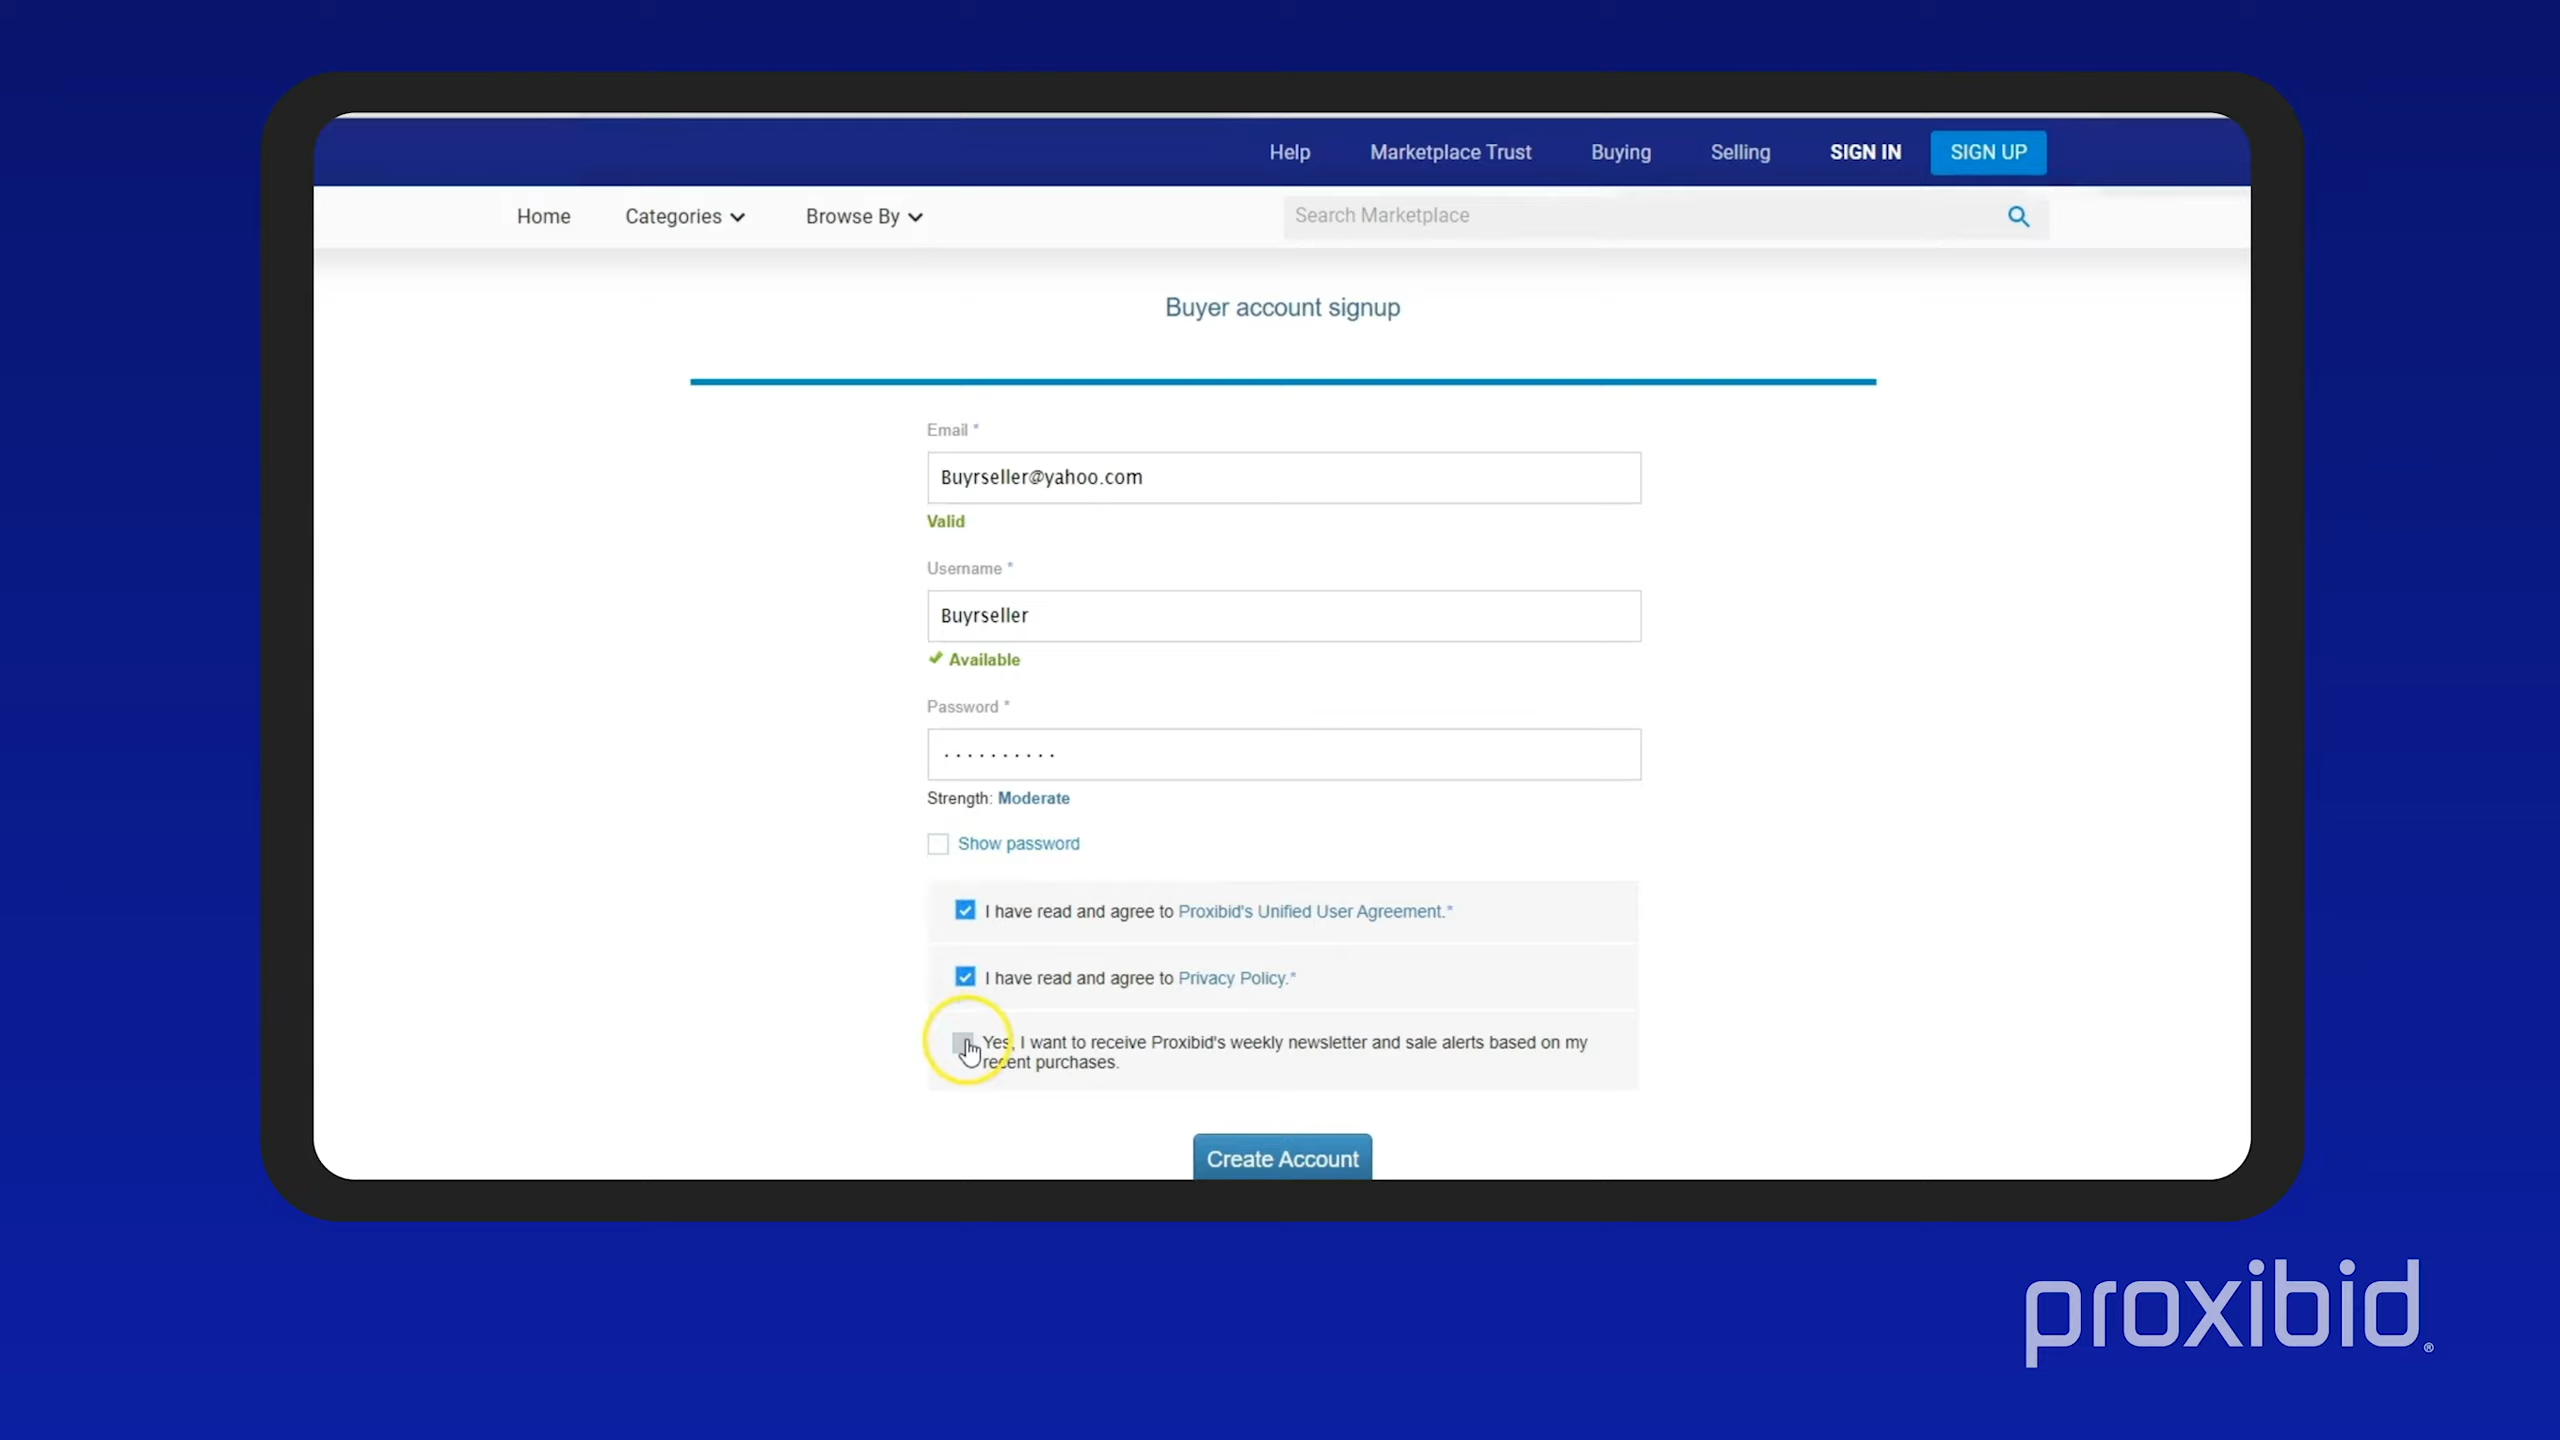 Help Marketplace Trust Buying Selling SIGN IN SIGN UP
Home Categories Browse By Search Marketplace
Buyer account signup
Email *
Buyrseller@yahoo.com
Valid
Username *
Buyrseller
Available
Password *
..........
Strength: Moderate
Show password
I have read and agree to Proxibid's Unified User Agreement.*
I have read and agree to Privacy Policy.*
Yes, I want to receive Proxibid's weekly newsletter and sale alerts based on my
recent purchases.
Create Account
proxibid®